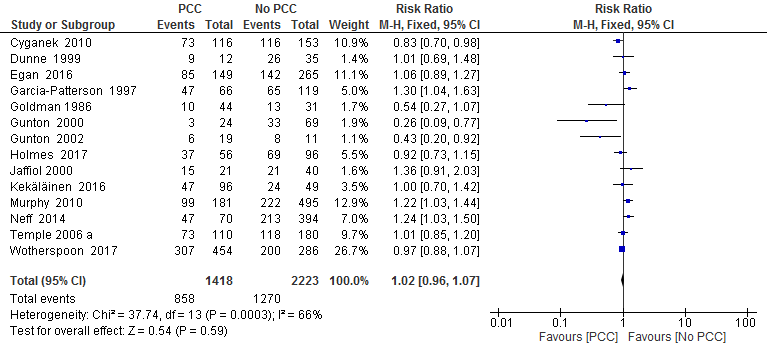 PCC No PCC Risk Ratio Risk Ratio
Study or Subgroup Events Total Events Total Weight M-H, Fixed, 95% CI M-H, Fixed, 95% CI
Cyganek 2010 73 116 116 153 10.9% 0.83 [0.70, 0.98]
Dunne 1999 9 12 26 35 1.4% 1.01 [0.69, 1.48]
Egan 2016 85 149 142 265 11.1% 1.06 [0.89, 1.27]
Garcia-Patterson 1997 47 66 65 119 5.1% 1.30 [1.04, 1.63]
Goldman 1986 10 44 13 31 1.6% 0.54 [0.27, 1.07]
Gunton 2000 3 24 33 69 1.9% 0.26 [0.09, 0.77]
Gunton 2002 6 19 8 11 1.1% 0.43 [0.20, 0.92]
Holmes 2017 37 56 69 96 5.5% 0.92 [0.73, 1.15]
Jaffiol 2000 15 21 21 40 1.6% 1.36 [0.91, 2.03]
Kekäläinen 2016 47 96 24 49 3.5% 1.00 [0.70, 1.42]
Murphy 2010 99 181 222 495 12.9% 1.22 [1.03, 1.44]
Neff 2014 47 70 213 394 7.0% 1.24 [1.03, 1.50]
Temple 2006 a 73 110 118 180 9.7% 1.01 [0.85, 1.20]
Wotherspoon 2017 307 454 200 286 26.7% 0.97 [0.88, 1.07]
Total (95% CI) 1418 2223 100.0% 1.02 [0.96, 1.07]
Total events 858 1270
Heterogeneity: Chi² = 37.74, df = 13 (P = 0.0003); I² = 66%
Test for overall effect: Z = 0.54 (P = 0.59)
0.01 0.1 1 10 100
Favours [PCC] Favours [No PCC]